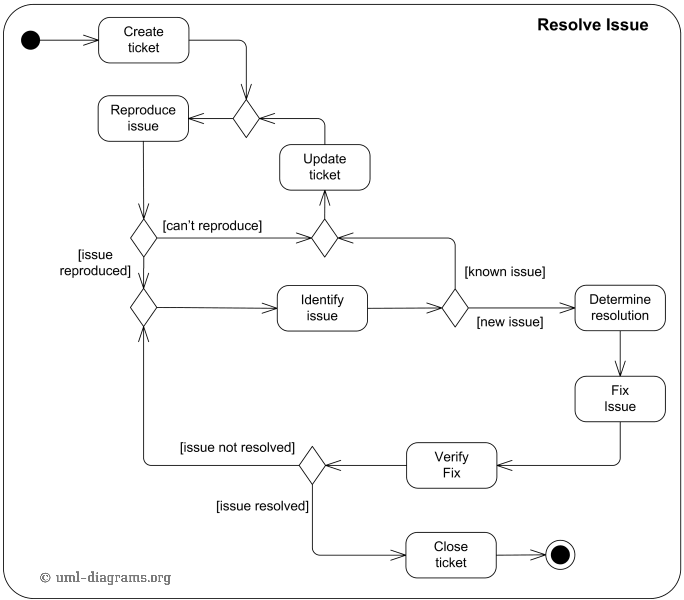 Resolve Issue
Create
ticket
Reproduce
issue
Update
ticket
[can't reproduce]
[issue
reproduced]
[known issue]
Identify
issue
Determine
resolution
[new issue]
Fix
Issue
[issue not resolved]
Verify
Fix
[issue resolved]
Close
ticket
© uml-diagrams.org